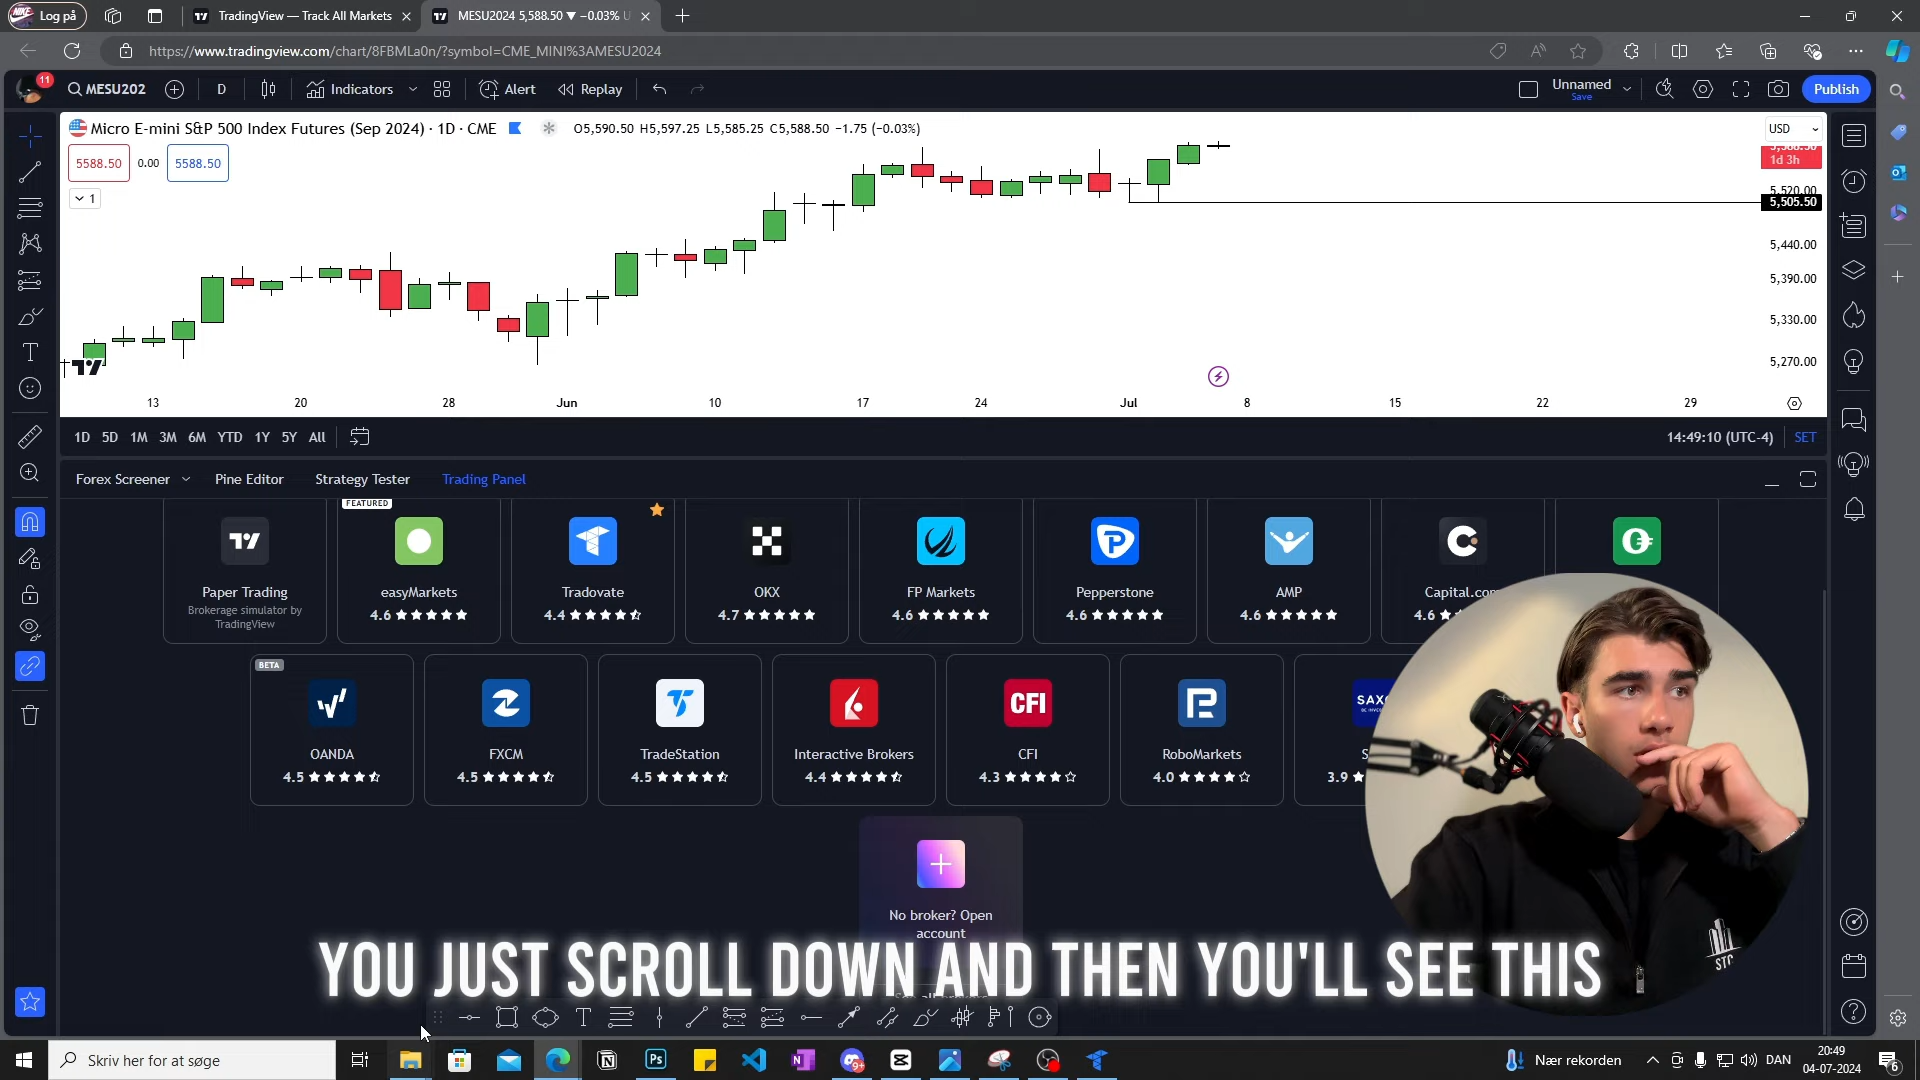 Log på
TradingView — Track All Markets
MESU2024 5,588.50 ▼ −0.03% U
https://www.tradingview.com/chart/8FBMLa0n/?symbol=CME_MINI%3AMESU2024
11
MESU202
D
Indicators
Alert
Replay
Unnamed
Save
Publish
Micro E-mini S&P 500 Index Futures (Sep 2024) · 1D · CME
O5,590.50 H5,597.25 L5,585.25 C5,588.50 −1.75 (−0.03%)
USD
5588.50
0.00
5588.50
5,588.50
1d 3h
1
5,520.00
5,505.50
5,440.00
5,390.00
5,330.00
5,270.00
13 20 28 Jun 10 17 24 Jul 8 15 22 29
1D 5D 1M 3M 6M YTD 1Y 5Y All
14:49:10 (UTC-4)
SET
Forex Screener
Pine Editor
Strategy Tester
Trading Panel
FEATURED
Paper Trading
Brokerage simulator by
TradingView
easyMarkets
4.6
Tradovate
4.4
OKX
4.7
FP Markets
4.6
Pepperstone
4.6
AMP
4.6
Capital.com
4.6
BETA
OANDA
4.5
FXCM
4.5
TradeStation
4.5
Interactive Brokers
4.4
CFI
CFI
4.3
RoboMarkets
4.0
3.9
No broker? Open
account
YOU JUST SCROLL DOWN AND THEN YOU'LL SEE THIS
STC
Skriv her for at søge
Ps
9+
Nær rekorden
DAN
20:49
04-07-2024
6